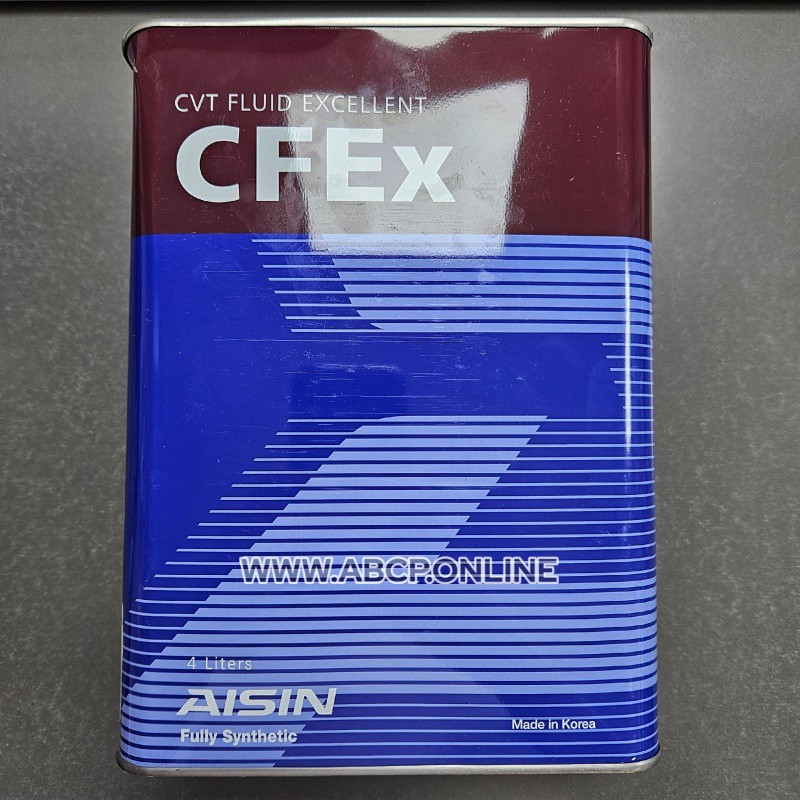 CVT FLUID EXCELLENT
CFEx
WWW.ABCP.ONLINE
4 Liters
AISIN
Fully Synthetic
Made in Korea